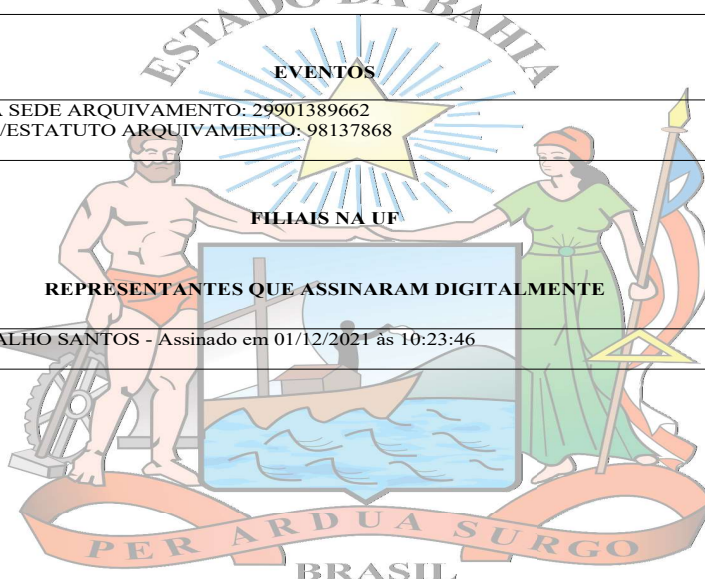 ESTADO DA BAHIA
EVENTOS
A SEDE ARQUIVAMENTO: 29901389662
/ESTATUTO ARQUIVAMENTO: 98137868
FILIAIS NA UF
REPRESENTANTES QUE ASSINARAM DIGITALMENTE
ALHO SANTOS - Assinado em 01/12/2021 às 10:23:46
PER ARDUA SURGO
BRASIL